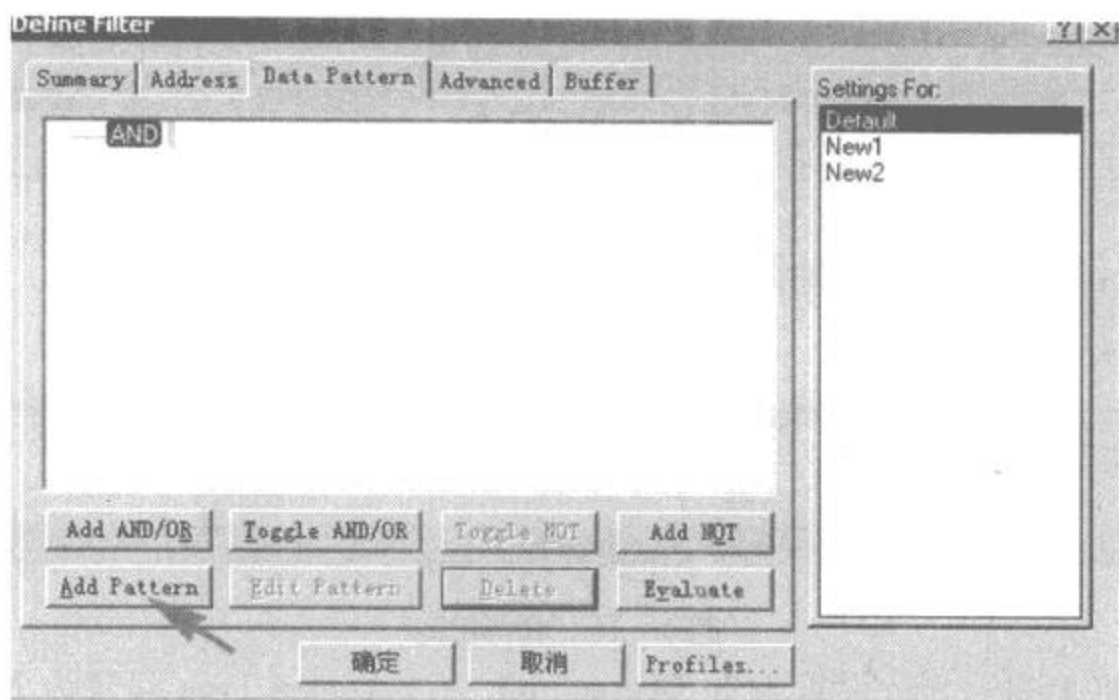 Define Filter
Summary Address Data Pattern Advanced Buffer
AND
Settings For:
Default
New1
New2
Add AND/OR Toggle AND/OR Toggle NOT Add NOT
Add Pattern Edit Pattern Delete Evaluate
确定 取消 Profiles...